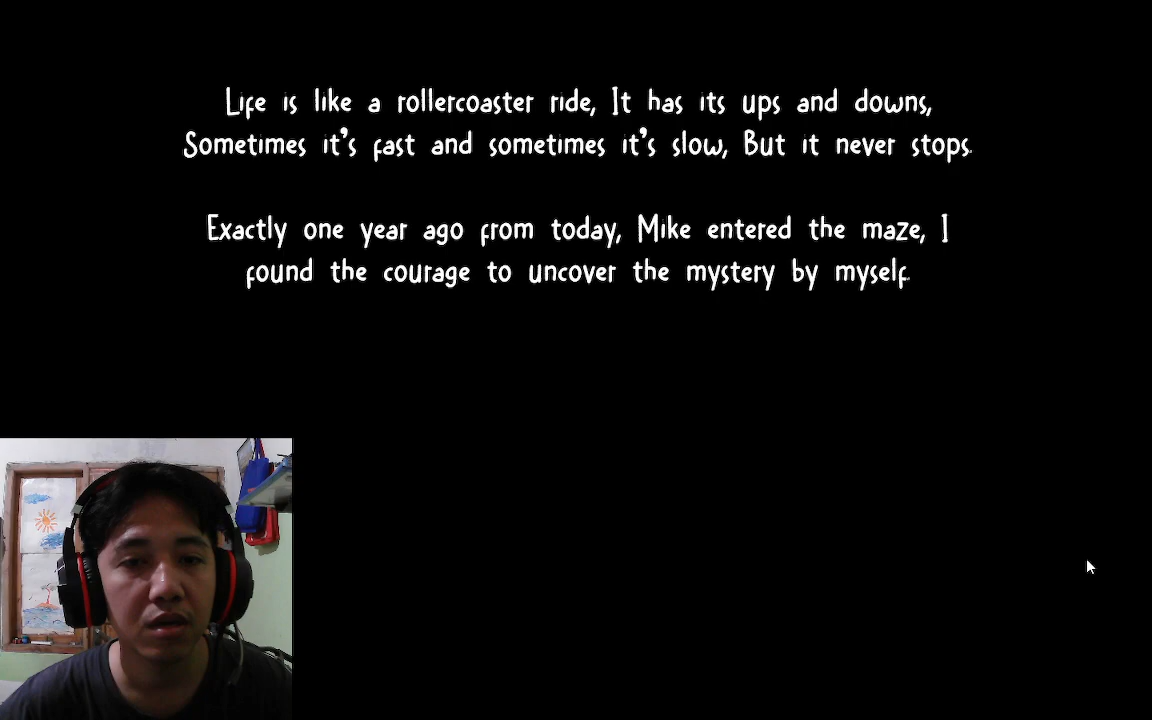 Life is like a rollercoaster ride, It has its ups and downs,
Sometimes it's fast and sometimes it's slow, But it never stops.
Exactly one year ago from today, Mike entered the maze, I
found the courage to uncover the mystery by myself.